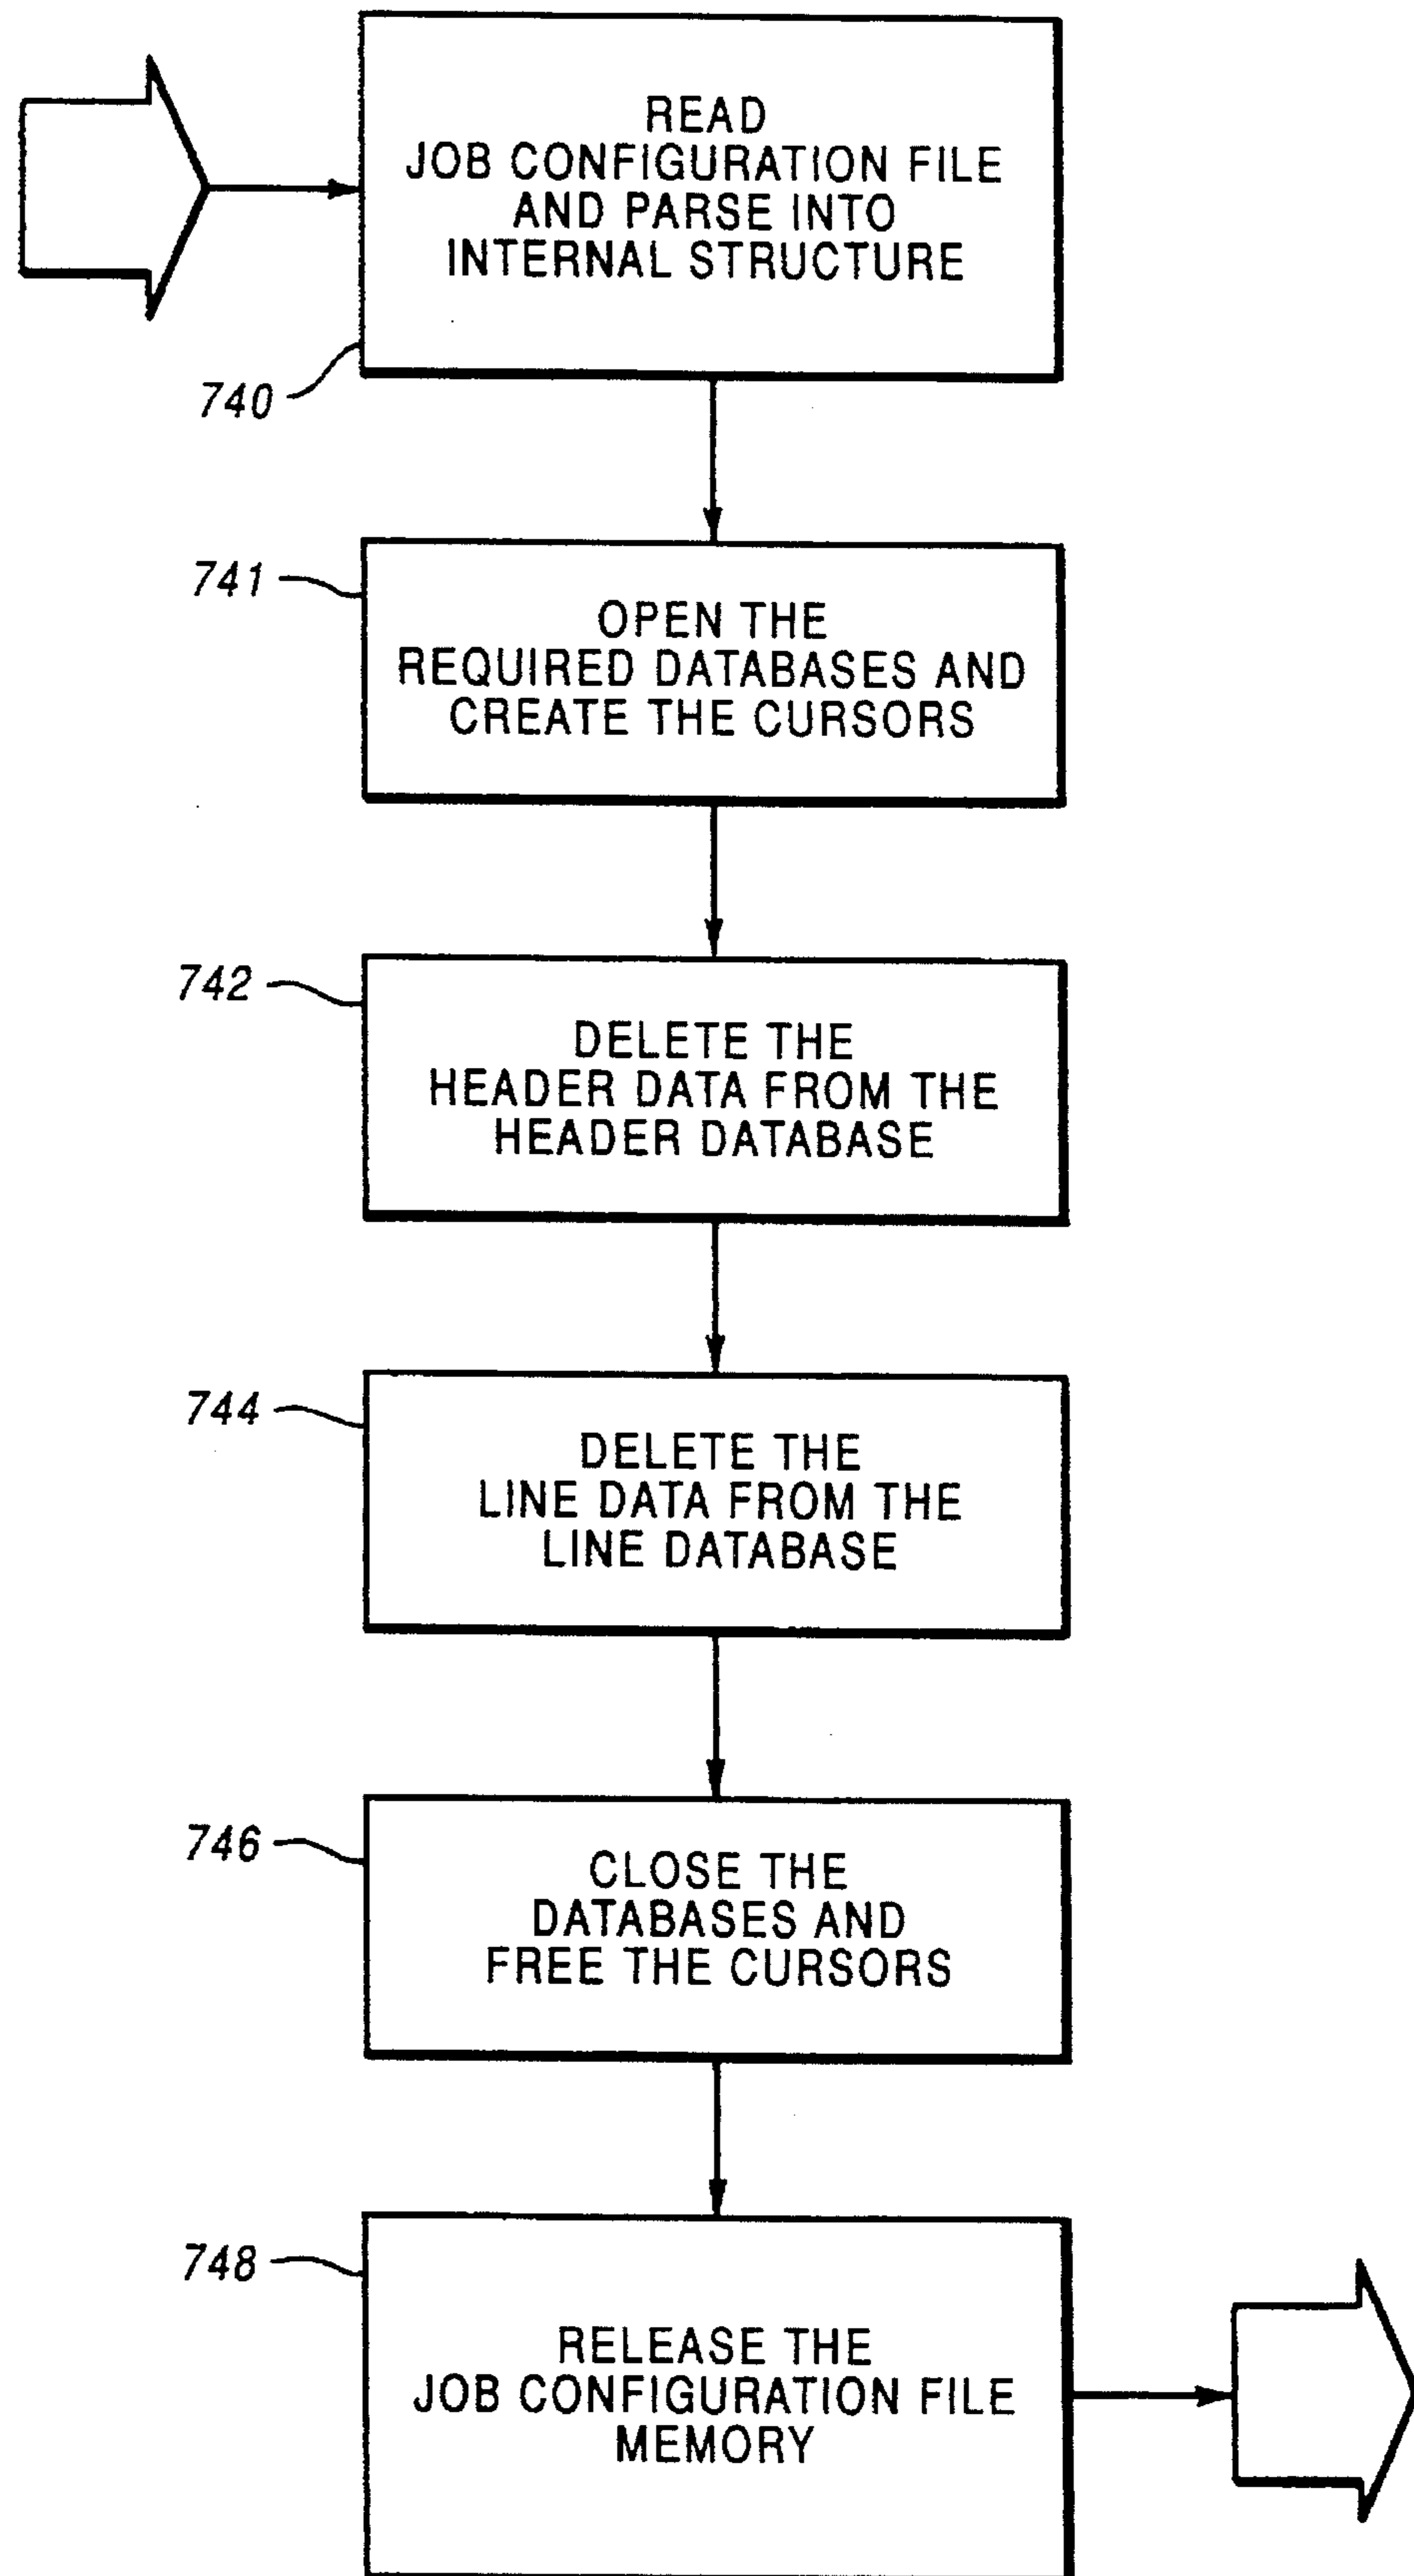 READ
JOB CONFIGURATION FILE
AND PARSE INTO
INTERNAL STRUCTURE
740
741
OPEN THE
REQUIRED DATABASES AND
CREATE THE CURSORS
742
DELETE THE
HEADER DATA FROM THE
HEADER DATABASE
744
DELETE THE
LINE DATA FROM THE
LINE DATABASE
746
CLOSE THE
DATABASES AND
FREE THE CURSORS
748
RELEASE THE
JOB CONFIGURATION FILE
MEMORY